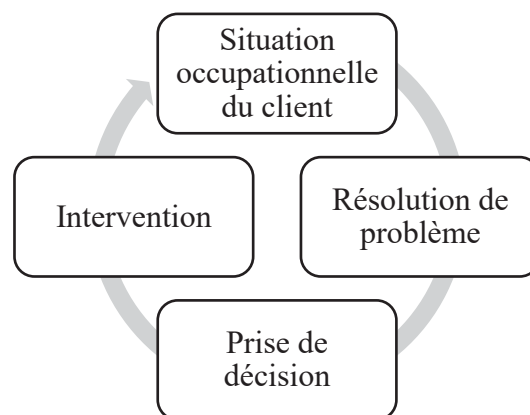 Situation
occupationnelle
du client
Résolution de
problème
Prise de
décision
Intervention